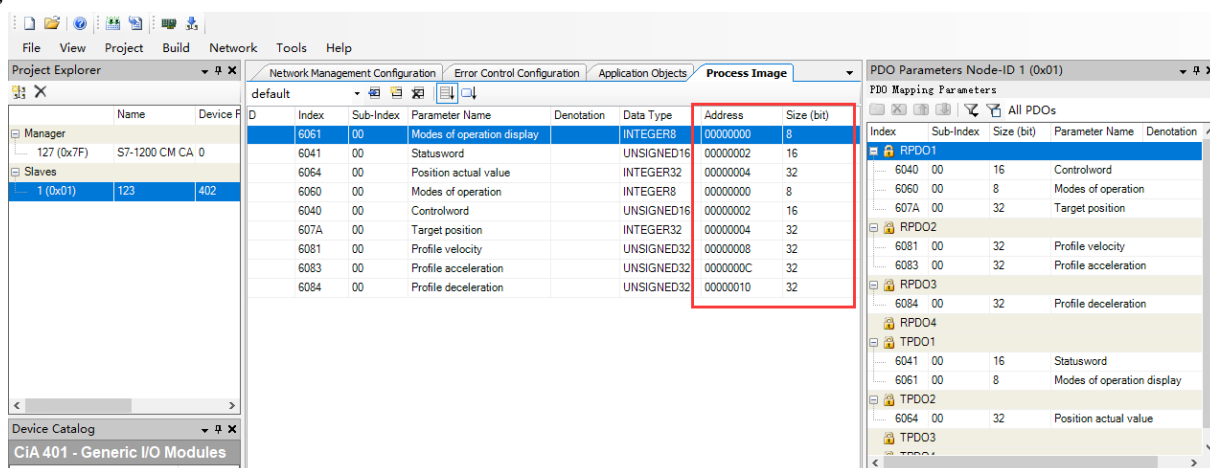 File View Project Build Network Tools Help
Project Explorer
Name Device F
Manager
127 (0x7F) S7-1200 CM CA 0
Slaves
1 (0x01) 123 402
Device Catalog
CiA 401 - Generic I/O Modules
Network Management Configuration Error Control Configuration Application Objects Process Image
default
D Index Sub-Index Parameter Name Denotation Data Type Address Size (bit)
6061 00 Modes of operation display INTEGER8 00000000 8
6041 00 Statusword UNSIGNED16 00000002 16
6064 00 Position actual value INTEGER32 00000004 32
6060 00 Modes of operation INTEGER8 00000000 8
6040 00 Controlword UNSIGNED16 00000002 16
607A 00 Target position INTEGER32 00000004 32
6081 00 Profile velocity UNSIGNED32 00000008 32
6083 00 Profile acceleration UNSIGNED32 0000000C 32
6084 00 Profile deceleration UNSIGNED32 00000010 32
PDO Parameters Node-ID 1 (0x01)
PDO Mapping Parameters
All PDOs
Index Sub-Index Size (bit) Parameter Name Denotation
RPDO1
6040 00 16 Controlword
6060 00 8 Modes of operation
607A 00 32 Target position
RPDO2
6081 00 32 Profile velocity
6083 00 32 Profile acceleration
RPDO3
6084 00 32 Profile deceleration
RPDO4
TPDO1
6041 00 16 Statusword
6061 00 8 Modes of operation display
TPDO2
6064 00 32 Position actual value
TPDO3